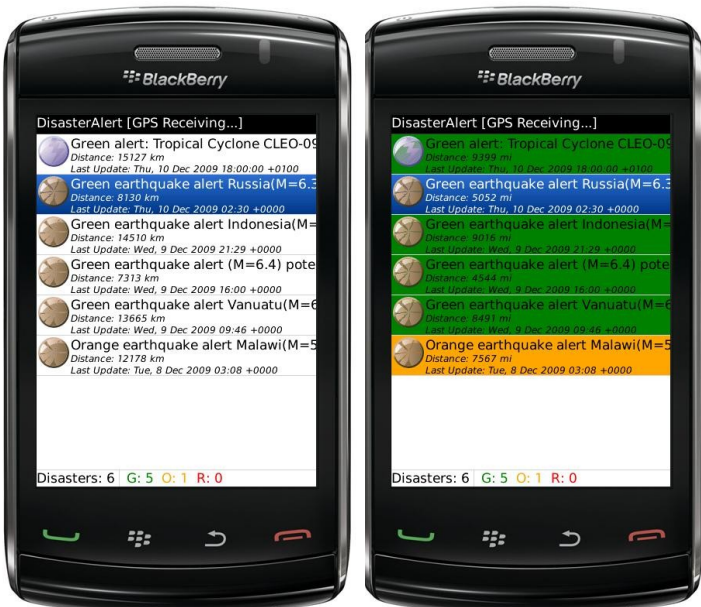 BlackBerry
DisasterAlert [GPS Receiving...]
Green alert: Tropical Cyclone CLEO-09
Distance: 15127 km
Last Update: Thu, 10 Dec 2009 18:00:00 +0100
Green earthquake alert Russia(M=6.3
Distance: 8130 km
Last Update: Thu, 10 Dec 2009 02:30 +0000
Green earthquake alert Indonesia(M=
Distance: 14510 km
Last Update: Wed, 9 Dec 2009 21:29 +0000
Green earthquake alert (M=6.4) pote
Distance: 7313 km
Last Update: Wed, 9 Dec 2009 16:00 +0000
Green earthquake alert Vanuatu(M=6
Distance: 13665 km
Last Update: Wed, 9 Dec 2009 09:46 +0000
Orange earthquake alert Malawi(M=5
Distance: 12178 km
Last Update: Tue, 8 Dec 2009 03:08 +0000
Disasters: 6 G: 5 O: 1 R: 0
BlackBerry
DisasterAlert [GPS Receiving...]
Green alert: Tropical Cyclone CLEO-09
Distance: 9399 mi
Last Update: Thu, 10 Dec 2009 18:00:00 +0100
Green earthquake alert Russia(M=6.3
Distance: 5052 mi
Last Update: Thu, 10 Dec 2009 02:30 +0000
Green earthquake alert Indonesia(M=
Distance: 9016 mi
Last Update: Wed, 9 Dec 2009 21:29 +0000
Green earthquake alert (M=6.4) pote
Distance: 4544 mi
Last Update: Wed, 9 Dec 2009 16:00 +0000
Green earthquake alert Vanuatu(M=6
Distance: 8491 mi
Last Update: Wed, 9 Dec 2009 09:46 +0000
Orange earthquake alert Malawi(M=5
Distance: 7567 mi
Last Update: Tue, 8 Dec 2009 03:08 +0000
Disasters: 6 G: 5 O: 1 R: 0